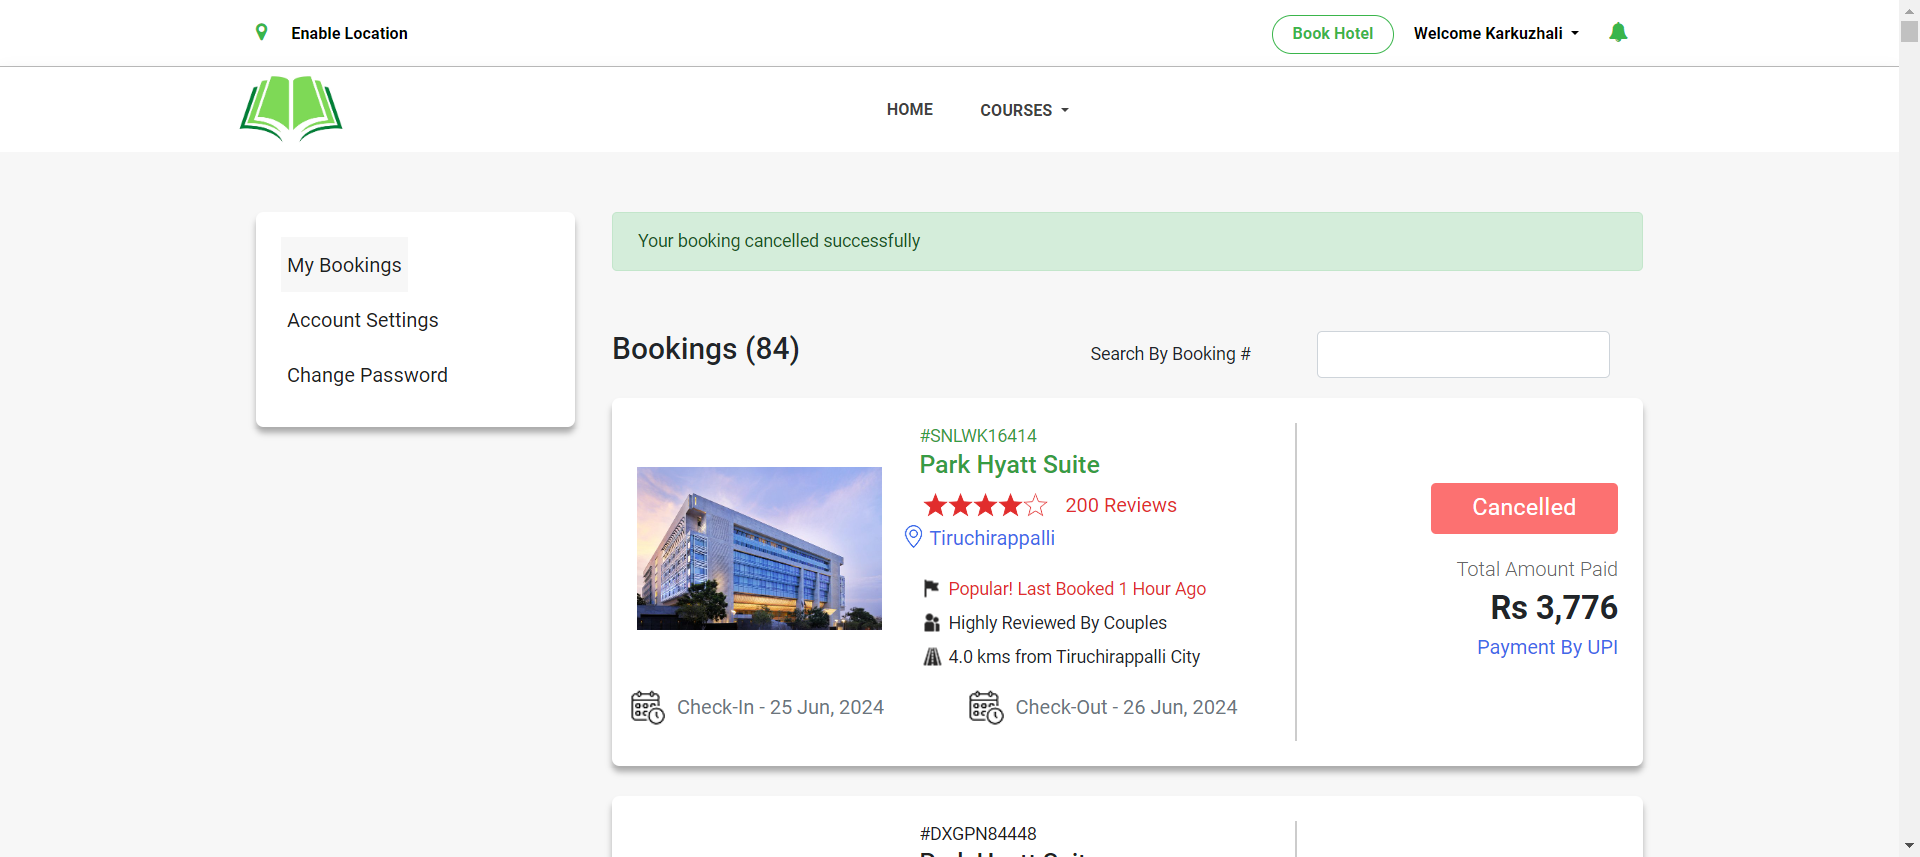 Enable Location
Book Hotel
Welcome Karkuzhali
HOME
COURSES
My Bookings
Account Settings
Change Password
Your booking cancelled successfully
Bookings (84)
Search By Booking #
#SNLWK16414
Park Hyatt Suite
200 Reviews
Tiruchirappalli
Popular! Last Booked 1 Hour Ago
Highly Reviewed By Couples
4.0 kms from Tiruchirappalli City
Check-In - 25 Jun, 2024
Check-Out - 26 Jun, 2024
Cancelled
Total Amount Paid
Rs 3,776
Payment By UPI
#DXGPN84448
Park Hyatt Suite